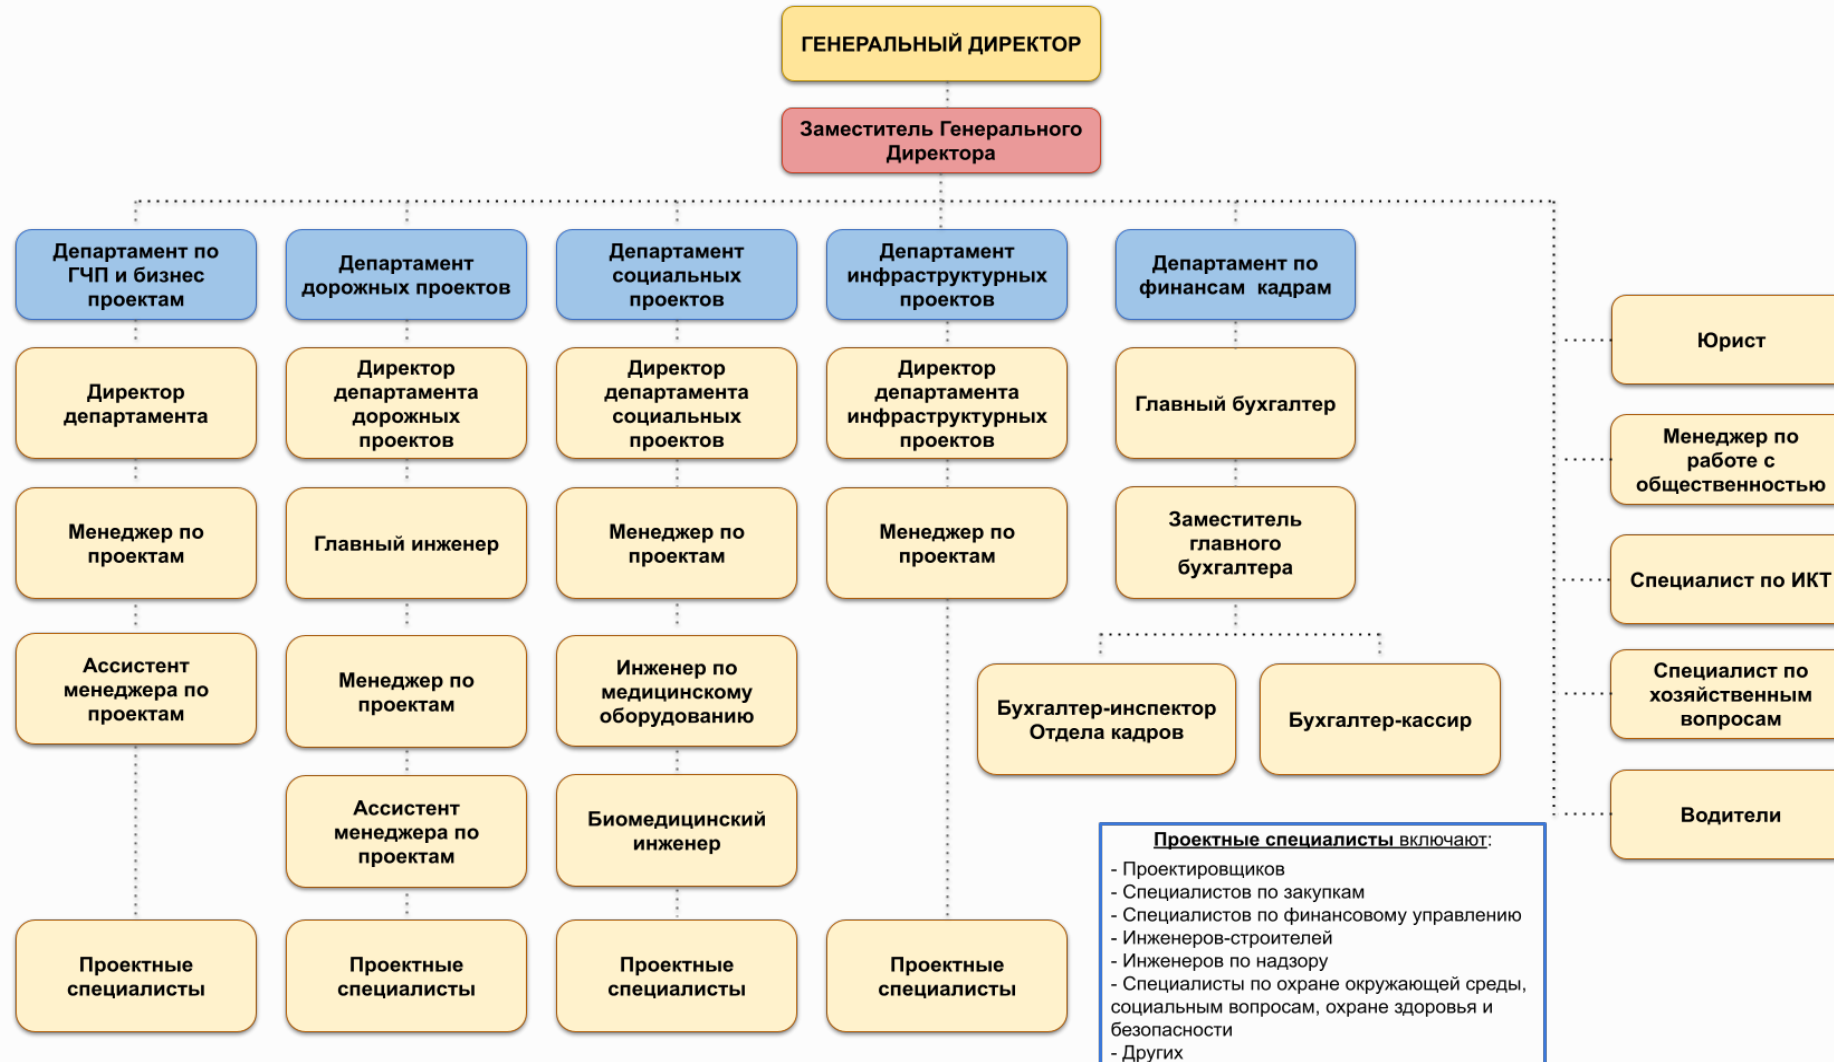 ГЕНЕРАЛЬНЫЙ ДИРЕКТОР
Заместитель Генерального
Директора
Департамент по
ГЧП и бизнес
проектам
Директор
департамента
Менеджер по
проектам
Ассистент
менеджера по
проектам
Проектные
специалисты
Департамент
дорожных проектов
Директор
департамента
дорожных
проектов
Главный инженер
Менеджер по
проектам
Ассистент
менеджера по
проектам
Проектные
специалисты
Департамент
социальных
проектов
Директор
департамента
социальных
проектов
Менеджер по
проектам
Инженер по
медицинскому
оборудованию
Биомедицинский
инженер
Проектные
специалисты
Департамент
инфраструктурных
проектов
Директор
департамента
инфраструктурных
проектов
Менеджер по
проектам
Проектные
специалисты
Департамент по
финансам кадрам
Главный бухгалтер
Заместитель
главного
бухгалтера
Бухгалтер-инспектор
Отдела кадров
Бухгалтер-кассир
Юрист
Менеджер по
работе с
общественностью
Специалист по ИКТ
Специалист по
хозяйственным
вопросам
Водители
Проектные специалисты включают:
- Проектировщиков
- Специалистов по закупкам
- Специалистов по финансовому управлению
- Инженеров-строителей
- Инженеров по надзору
- Специалисты по охране окружающей среды,
социальным вопросам, охране здоровья и
безопасности
- Других